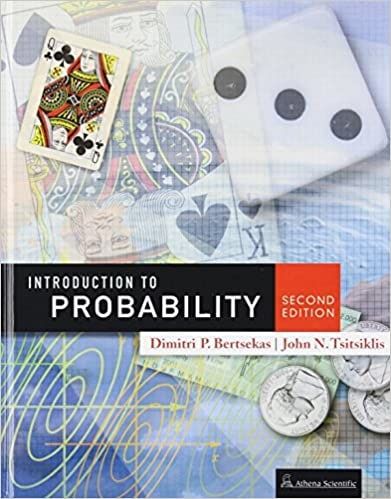 Q
K
INTRODUCTION TO
PROBABILITY
SECOND
EDITION
Dimitri P. Bertsekas | John N. Tsitsiklis
Athena Scientific